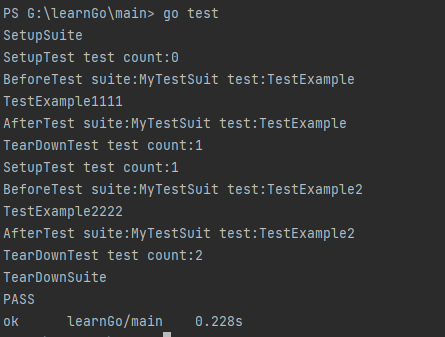 PS G:\learnGo\main> go test
SetupSuite
SetupTest test count:0
BeforeTest suite:MyTestSuit test:TestExample
TestExample1111
AfterTest suite:MyTestSuit test:TestExample
TearDownTest test count:1
SetupTest test count:1
BeforeTest suite:MyTestSuit test:TestExample2
TestExample2222
AfterTest suite:MyTestSuit test:TestExample2
TearDownTest test count:2
TearDownSuite
PASS
ok      learnGo/main    0.228s